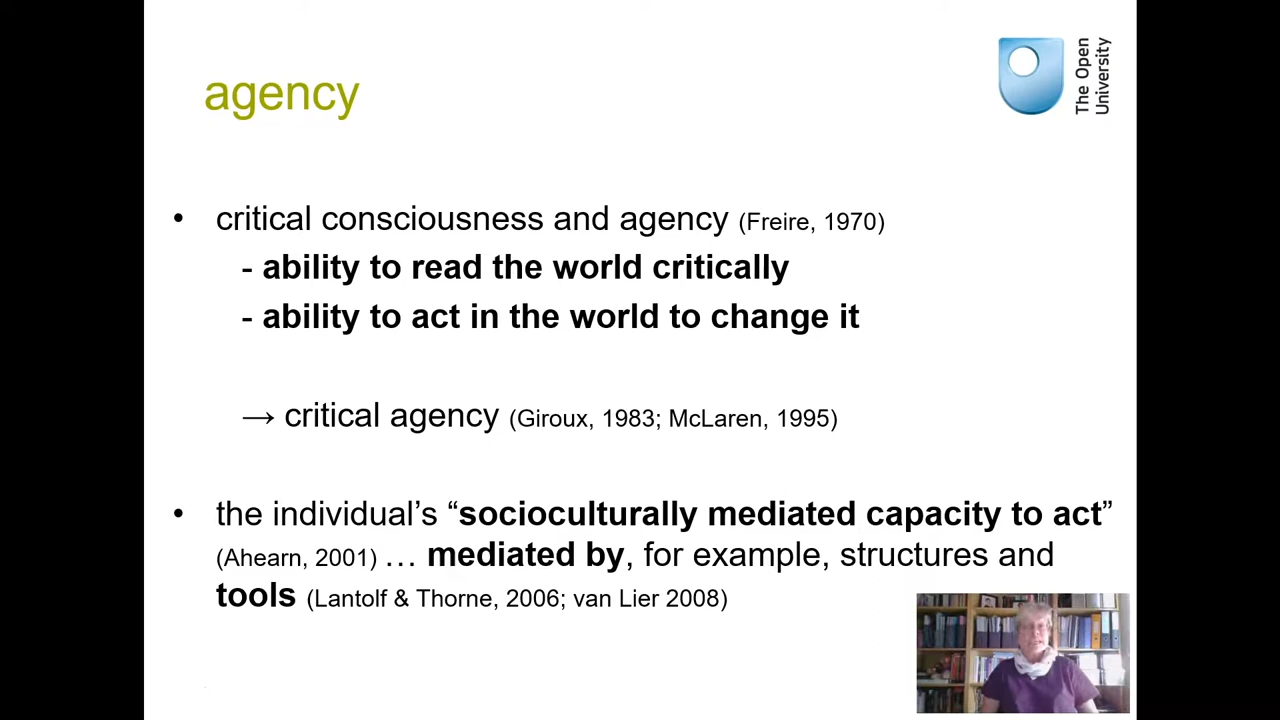 agency
The Open
University
• critical consciousness and agency (Freire, 1970)
- ability to read the world critically
- ability to act in the world to change it
→ critical agency (Giroux, 1983; McLaren, 1995)
• the individual’s “socioculturally mediated capacity to act”
(Ahearn, 2001) … mediated by, for example, structures and
tools (Lantolf & Thorne, 2006; van Lier 2008)